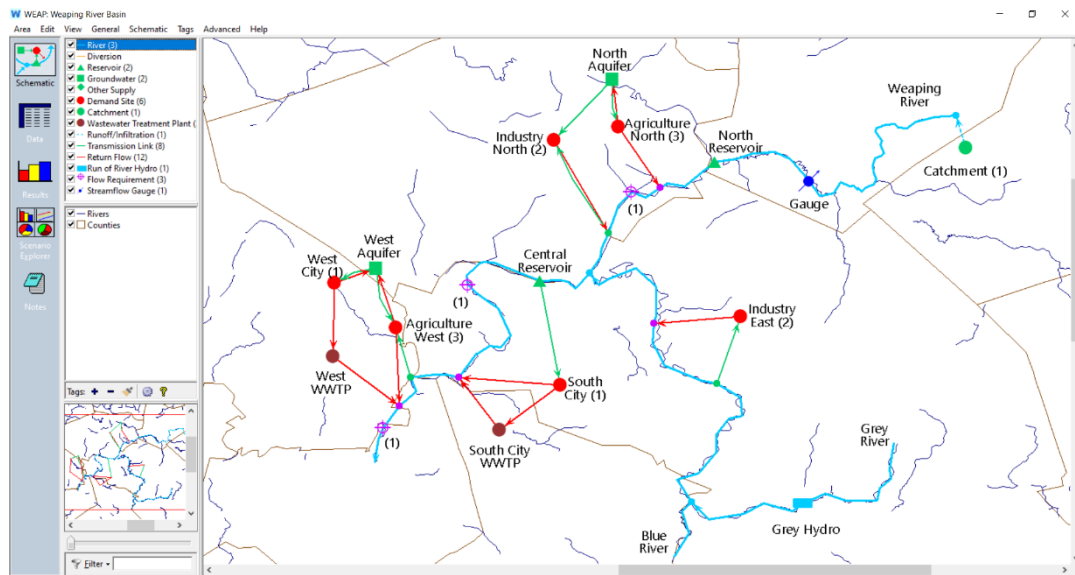 W WEAP: Weaping River Basin
Area Edit View General Schematic Tags Advanced Help
Schematic
Data
Results
Scenario
Explorer
Notes
River (3)
Diversion
Reservoir (2)
Groundwater (2)
Other Supply
Demand Site (6)
Catchment (1)
Wastewater Treatment Plant (
Runoff/Infiltration (1)
Transmission Link (8)
Return Flow (12)
Run of River Hydro (1)
Flow Requirement (3)
Streamflow Gauge (1)
Rivers
Counties
Tags:
Filter
North
Aquifer
Weaping
River
Agriculture
North (3)
Industry
North (2)
North
Reservoir
Catchment (1)
(1)
Gauge
West
Aquifer
West
City (1)
Central
Reservoir
(1)
Industry
East (2)
Agriculture
West (3)
West
WWTP
South
City (1)
(1)
South City
WWTP
Grey
River
Grey Hydro
Blue
River